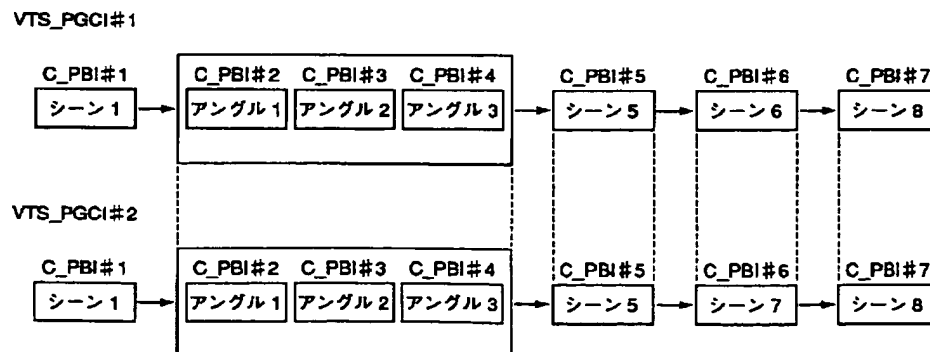 VTS_PGCI#1
C_PBI#1 C_PBI#2 C_PBI#3 C_PBI#4 C_PBI#5 C_PBI#6 C_PBI#7
シーン1 アングル1 アングル2 アングル3 シーン5 シーン6 シーン8
VTS_PGCI#2
C_PBI#1 C_PBI#2 C_PBI#3 C_PBI#4 C_PBI#5 C_PBI#6 C_PBI#7
シーン1 アングル1 アングル2 アングル3 シーン5 シーン7 シーン8